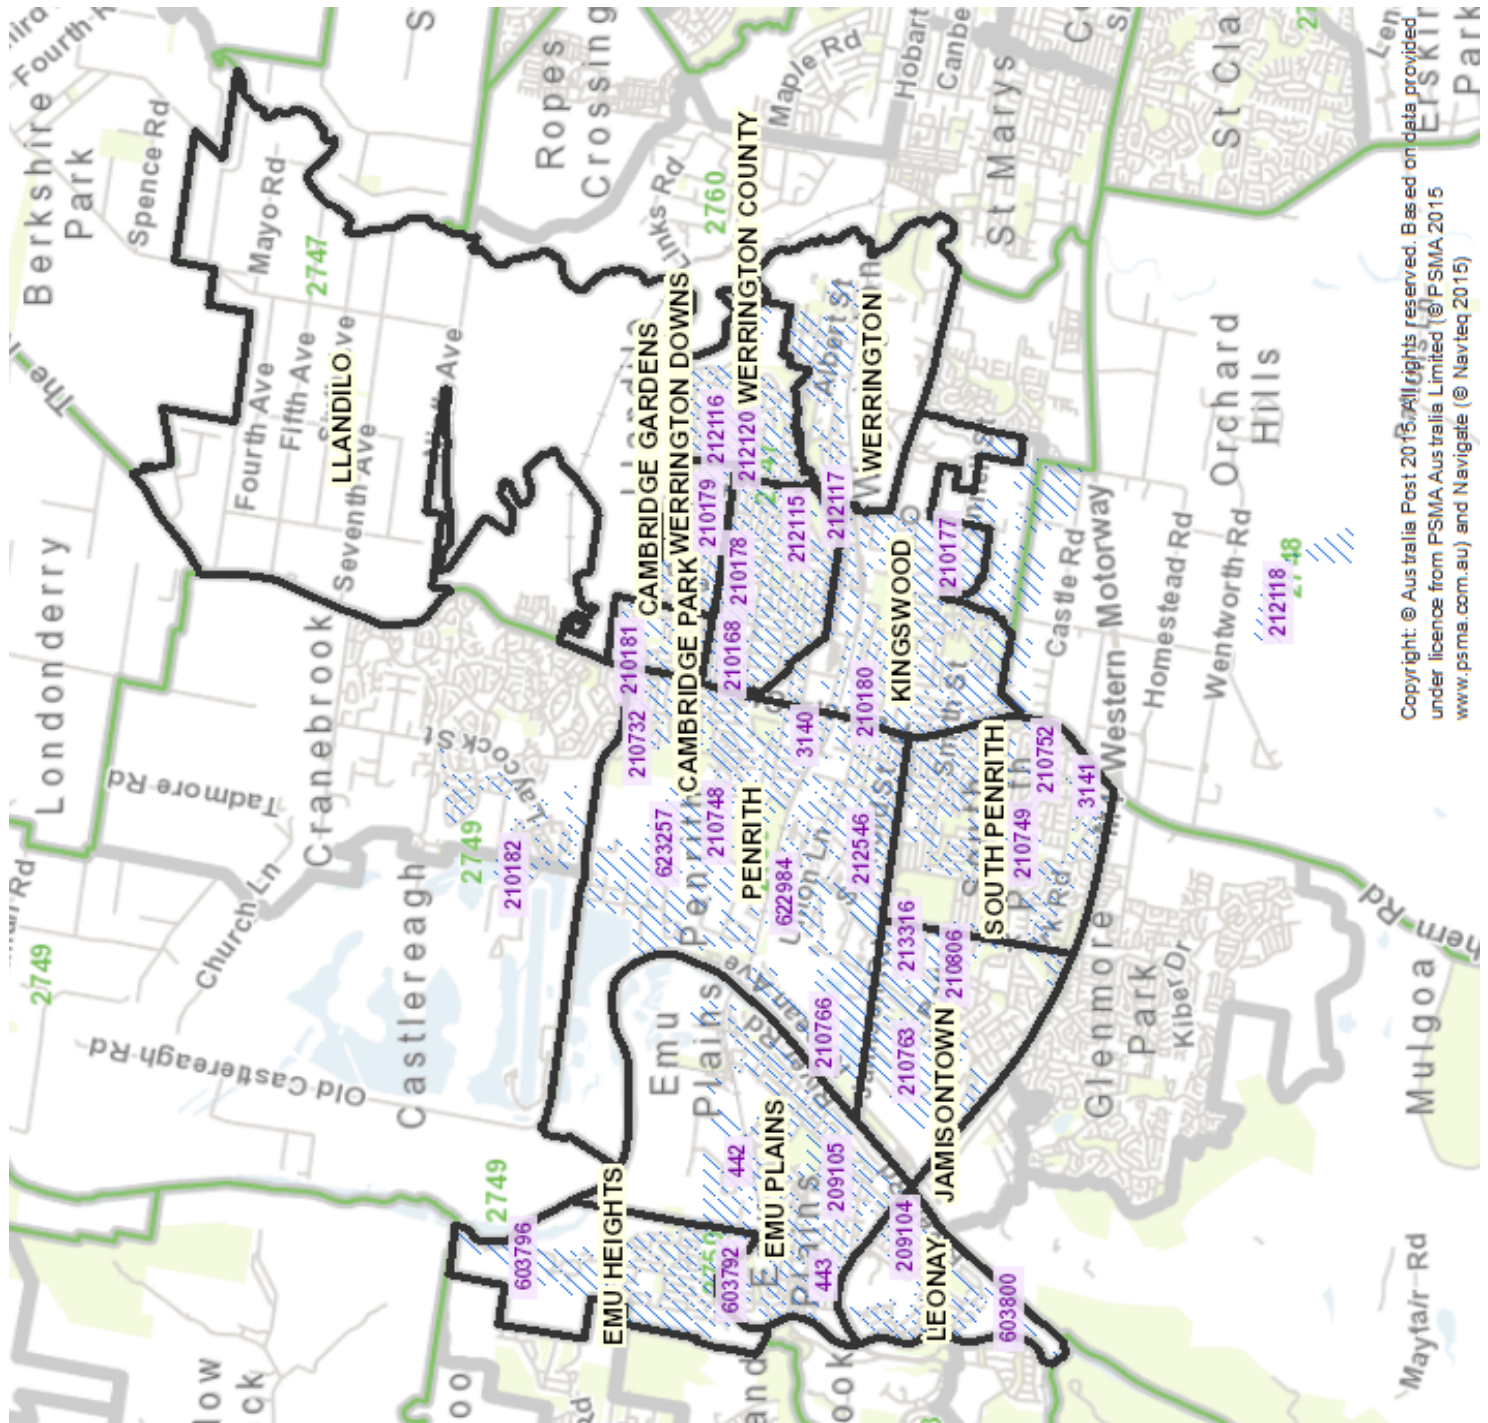 Berkshire
Park
Spence Rd
Mayo Rd
2747
Fourth Ave
Fifth Ave
Seventh Ave
LLANDILO
Ropes
Crossing
Maple Rd
Links Rd
2760
St Marys
Londonderry
Cranebrook
Tadmore Rd
Laycock St
Church Ln
2749
2749
2749
Castlereagh
Old Castereagh Rd
CAMBRIDGE GARDENS
WERRINGTON DOWNS
WERRINGTON COUNTY
CAMBRIDGE PARK
WERRINGTON
Albert St
KINGSWOOD
PENRITH
Penrith
SOUTH PENRITH
JAMISONTOWN
EMU PLAINS
Emu
Plains
EMU HEIGHTS
LEONAY
212116
212120
210179
210178
212115
212117
210177
210168
210181
210732
210180
3140
623257
210748
622984
212546
210752
3141
210749
213316
210806
210766
210763
442
209105
209104
443
603792
603796
603800
210182
212118
2748
Castle Rd
Western Motorway
Homestead Rd
Wentworth Rd
Orchard
Hills
Glenmore
Park
Kiber Dr
Mulgoa
Mayfair Rd
Copyright: © Australia Post 2015. All rights reserved. Based on data provided
under licence from PSMA Australia Limited (© PSMA 2015
www.psma.com.au) and Navigate (© Navteq 2015)